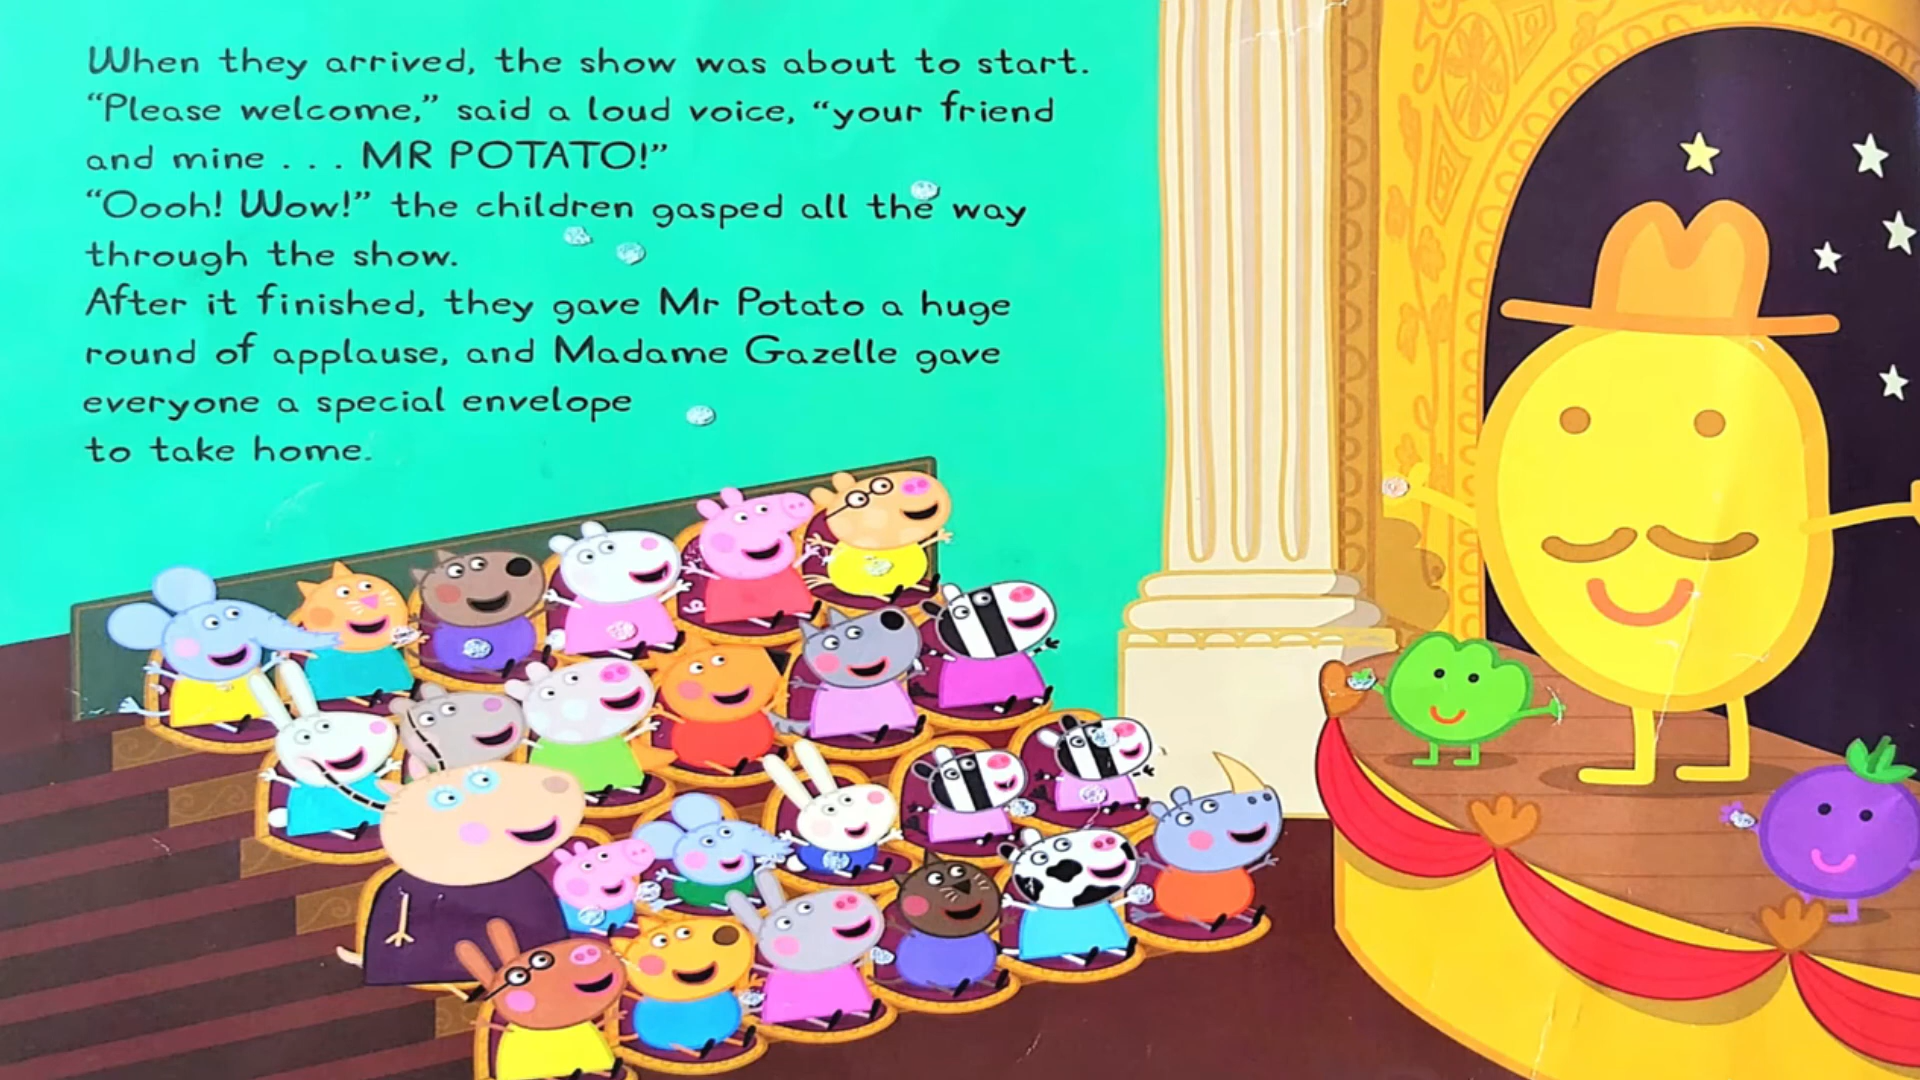 When they arrived, the show was about to start.
“Please welcome,” said a loud voice, “your friend
and mine . . . MR POTATO!”
“Oooh! Wow!” the children gasped all the way
through the show.
After it finished, they gave Mr Potato a huge
round of applause, and Madame Gazelle gave
everyone a special envelope
to take home.